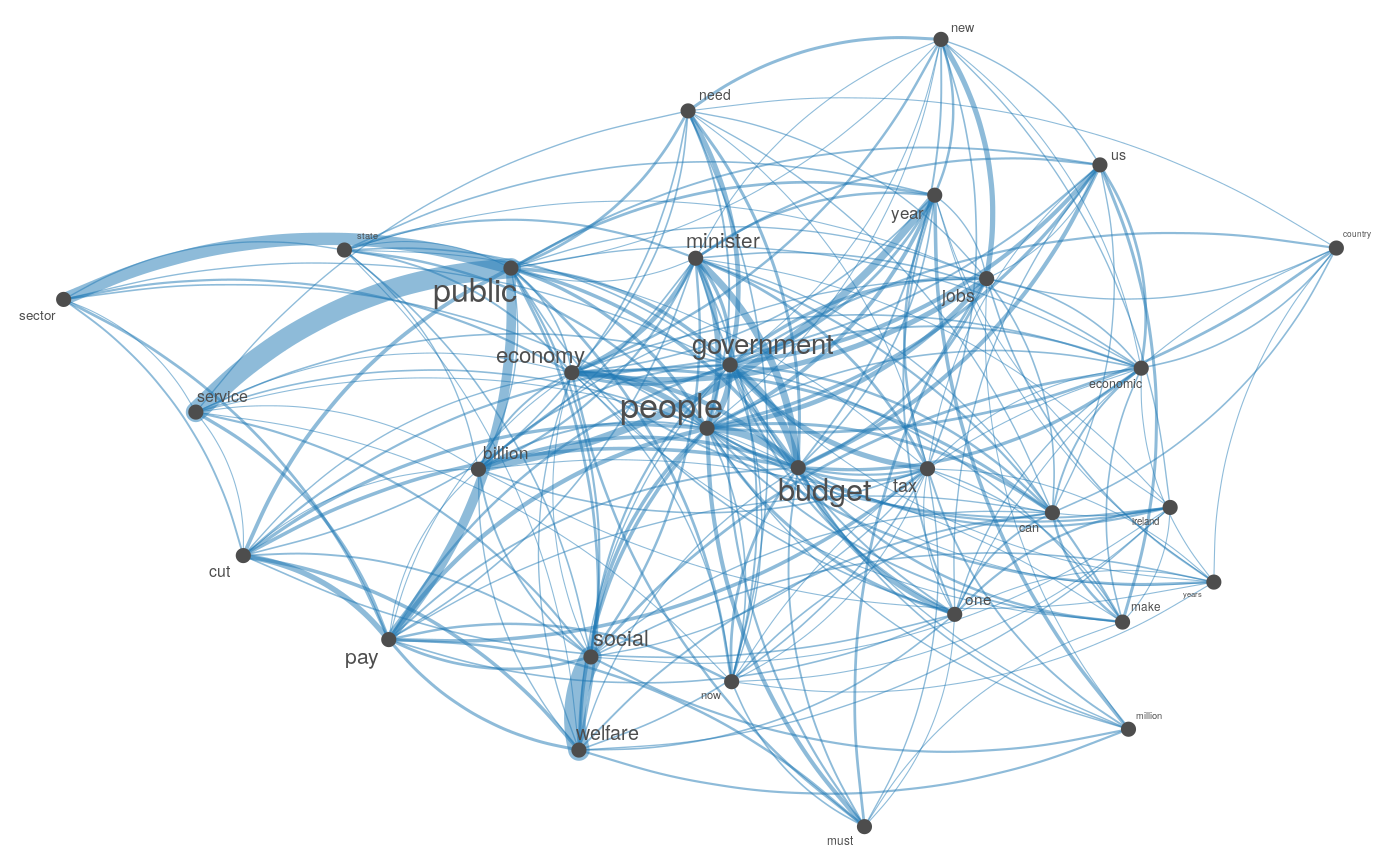 new
need
us
year
state
country
minister
public
jobs
sector
government
economy
economic
service
people
billion
tax
budget
ireland
can
cut
years
one
make
social
pay
now
million
welfare
must